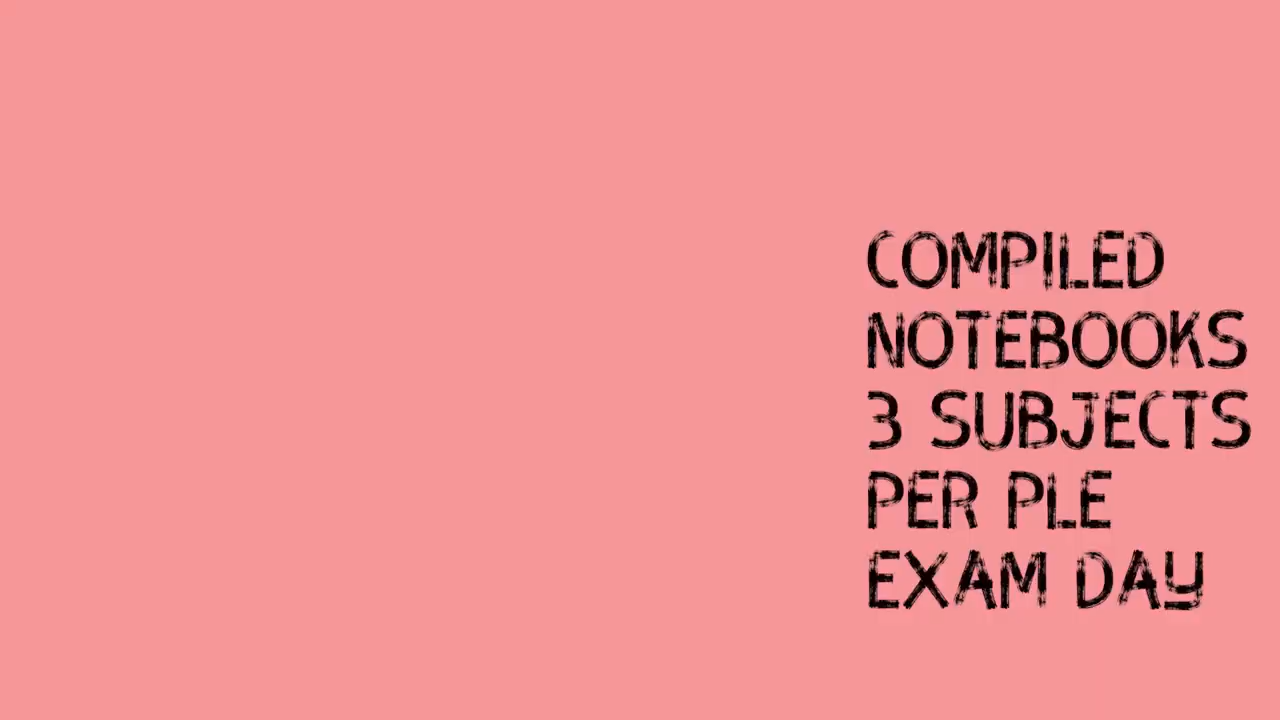 COMPILED
NOTEBOOKS
3 SUBJECTS
PER PLE
EXAM DAY